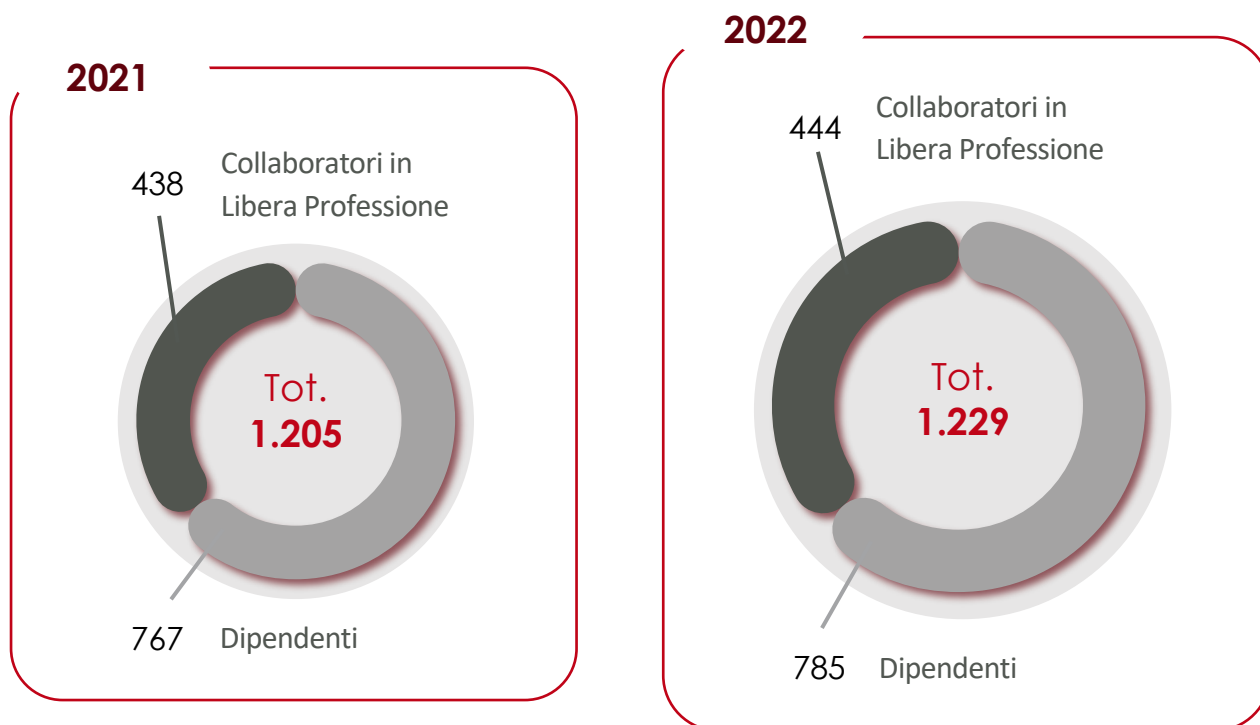 2021
438
Collaboratori in
Libera Professione
Tot.
1.205
767
Dipendenti
2022
444
Collaboratori in
Libera Professione
Tot.
1.229
785
Dipendenti